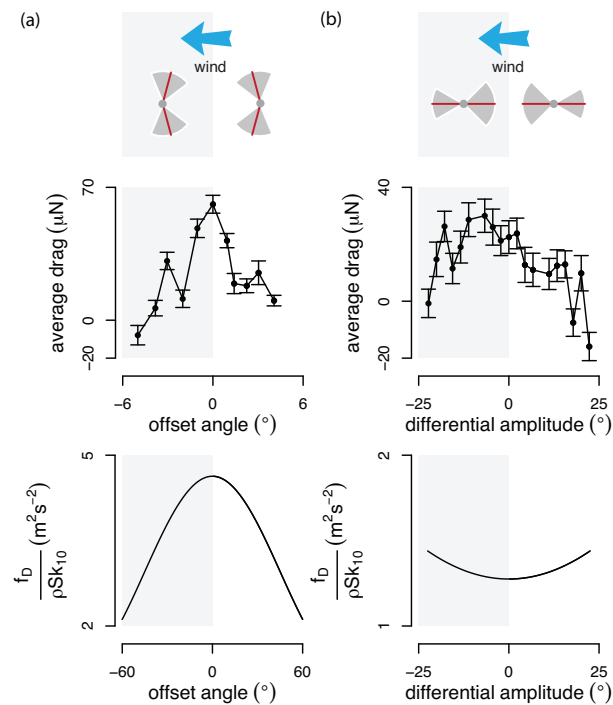 (a)
wind
70
0
−20
average drag (μN)
−6
0
6
offset angle (°)
5
2
f_D
ρSk₁₀
(m²s⁻²)
−60
0
60
offset angle (°)
(b)
wind
40
0
−20
average drag (μN)
−25
0
25
differential amplitude (°)
2
1
f_D
ρSk₁₀
(m²s⁻²)
−25
0
25
differential amplitude (°)